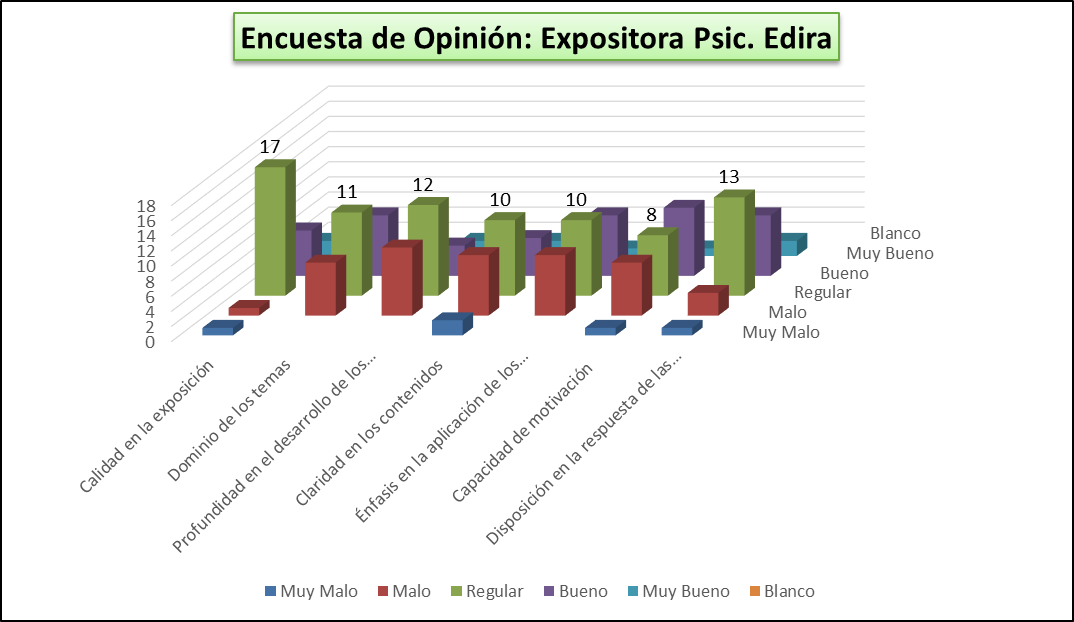 Encuesta de Opinión: Expositora Psic. Edira
17
11
12
10
10
8
13
18
16
14
12
10
8
6
4
2
0
Blanco
Muy Bueno
Bueno
Regular
Malo
Muy Malo
Calidad en la exposición
Dominio de los temas
Profundidad en el desarrollo de los...
Claridad en los contenidos
Énfasis en la aplicación de los...
Capacidad de motivación
Disposición en la respuesta de las...
Muy Malo Malo Regular Bueno Muy Bueno Blanco